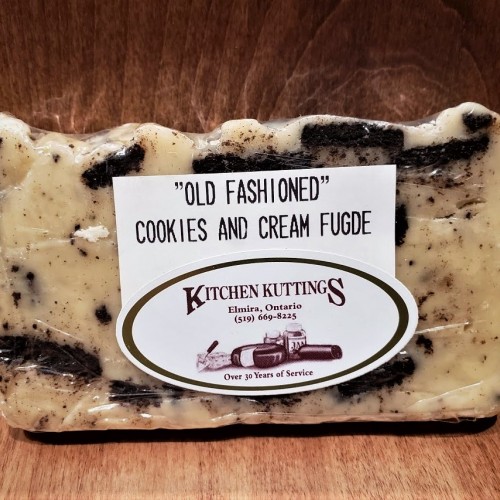 "OLD FASHIONED"
COOKIES AND CREAM FUGDE
KITCHEN KUTTINGS
Elmira, Ontario
(519) 669-8225
Over 30 Years of Service